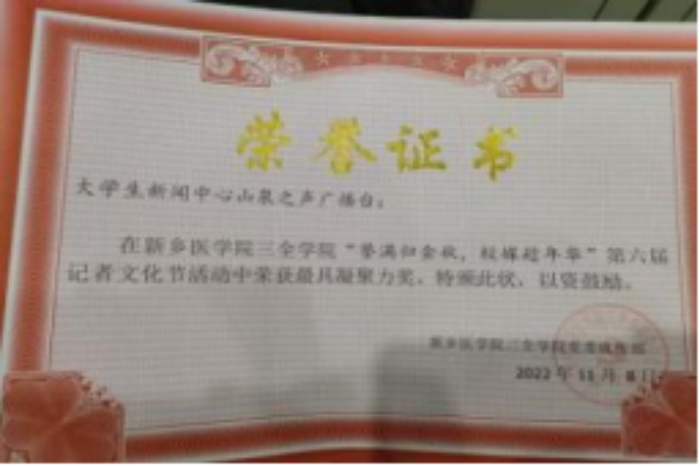 荣誉证书
大学生新闻中心山泉之声广播台：
在新乡医学院三全学院“誉满归金秋，校媒越年华”第六届
记者文化节活动中荣获最具凝聚力奖。特颁此状，以资鼓励。
新乡医学院三全学院党委
2022年11月8日